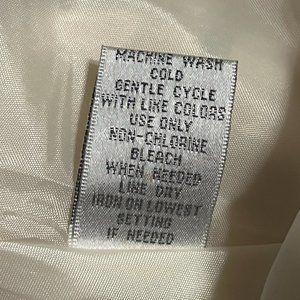 MACHINE WASH
COLD
GENTLE CYCLE
WITH LIKE COLORS
USE ONLY
NON-CHLORINE
BLEACH
WHEN NEEDED
LINE DRY
IRON ON LOWEST
SETTING
IF NEEDED